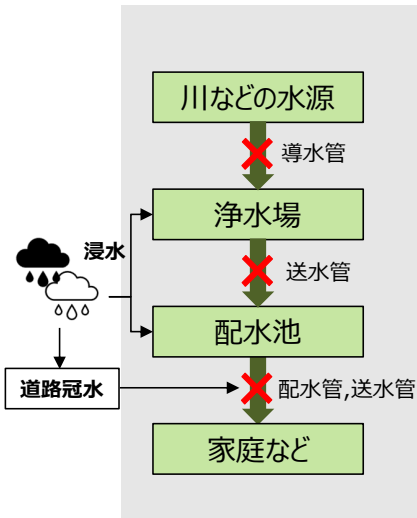 川などの水源
導水管
浄水場
浸水
送水管
配水池
道路冠水
配水管,送水管
家庭など